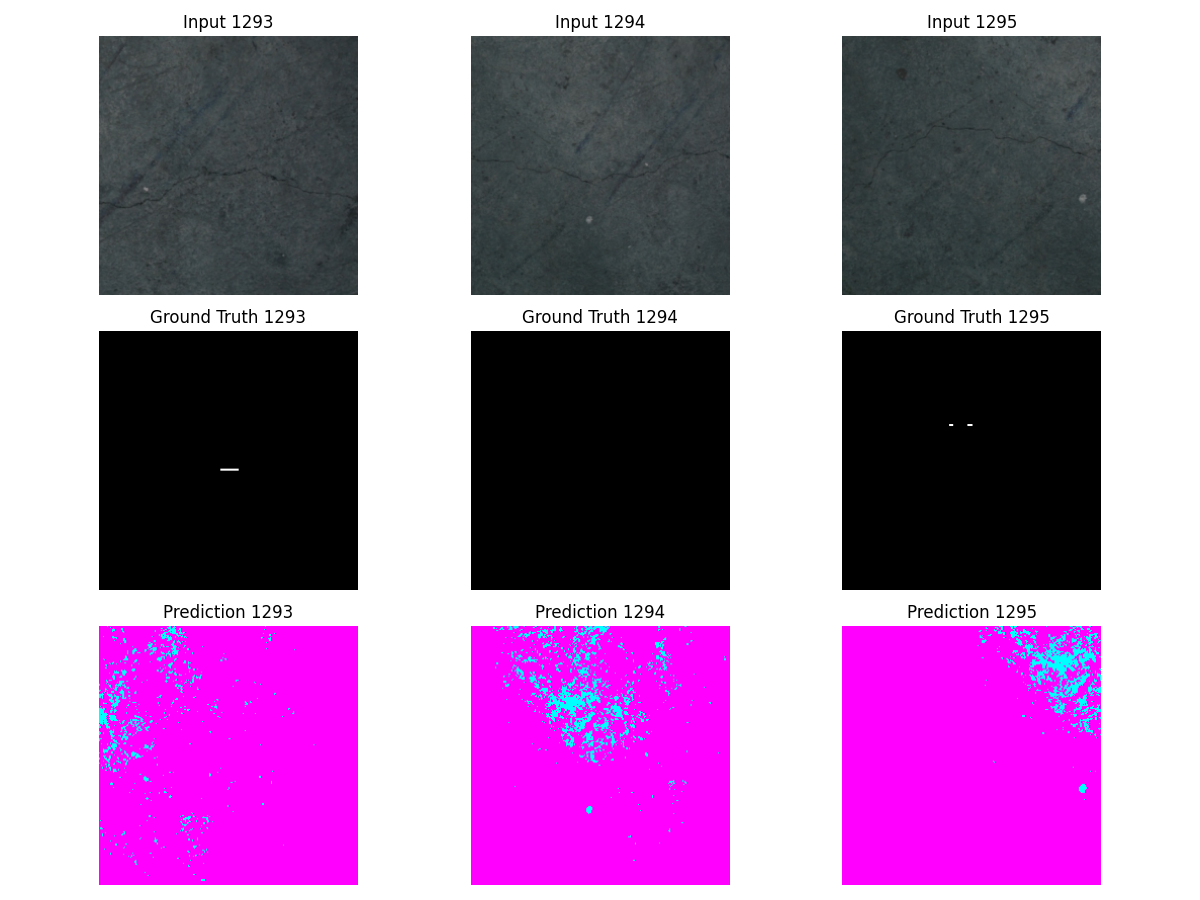 Input 1293
Input 1294
Input 1295
Ground Truth 1293
Ground Truth 1294
Ground Truth 1295
Prediction 1293
Prediction 1294
Prediction 1295